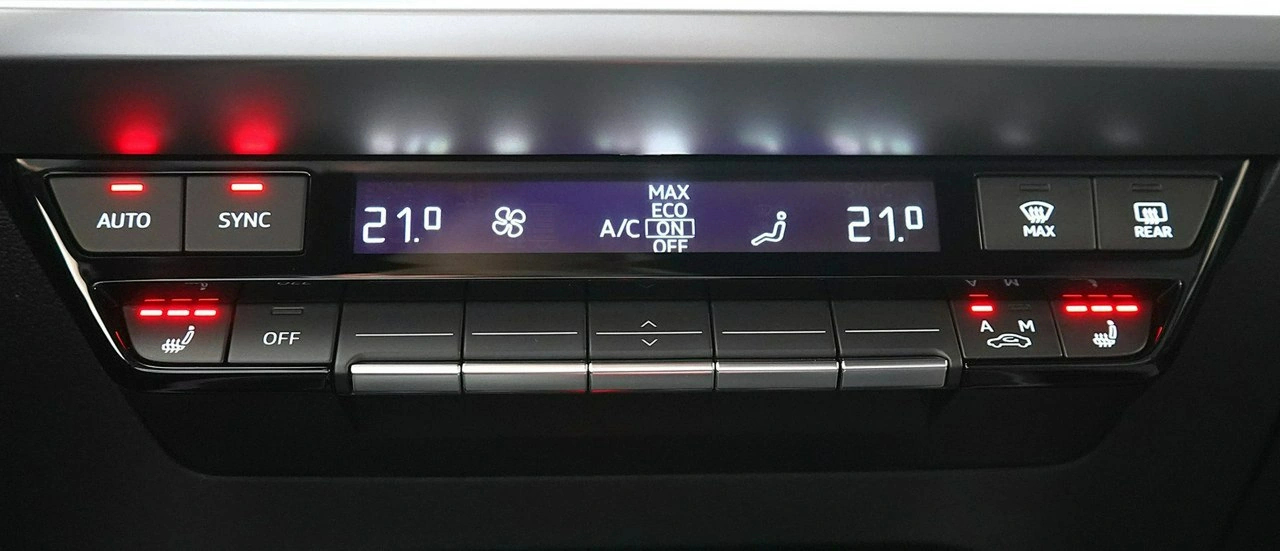 AUTO
SYNC
21.0
A/C
MAX
ECO
ON
OFF
21.0
MAX
REAR
OFF
A
M